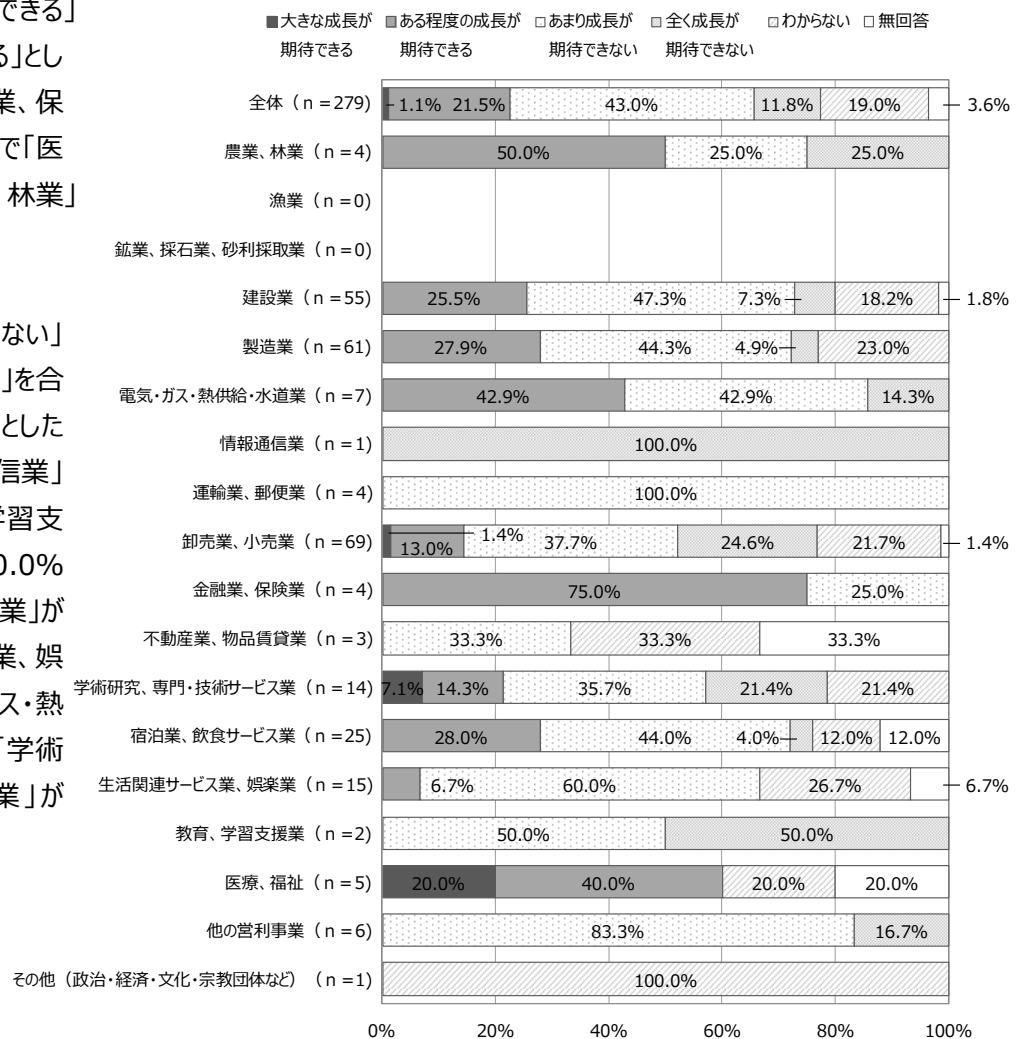 できる」
る」とし
業、保
で「医
林業」
ない」
」を合
とした
信業」
学習支
0.0%
業」が
業、娯
ス・熱
「学術
業」が
■大きな成長が ■ある程度の成長が □あまり成長が □全く成長が □わからない □無回答
期待できる 期待できる 期待できない 期待できない
全体（n=279） 1.1% 21.5% 43.0% 11.8% 19.0% 3.6%
農業、林業（n=4） 50.0% 25.0% 25.0%
漁業（n=0）
鉱業、採石業、砂利採取業（n=0）
建設業（n=55） 25.5% 47.3% 7.3% 18.2% 1.8%
製造業（n=61） 27.9% 44.3% 4.9% 23.0%
電気・ガス・熱供給・水道業（n=7） 42.9% 42.9% 14.3%
情報通信業（n=1） 100.0%
運輸業、郵便業（n=4） 100.0%
卸売業、小売業（n=69） 13.0% 1.4% 37.7% 24.6% 21.7% 1.4%
金融業、保険業（n=4） 75.0% 25.0%
不動産業、物品賃貸業（n=3） 33.3% 33.3% 33.3%
学術研究、専門・技術サービス業（n=14） 7.1% 14.3% 35.7% 21.4% 21.4%
宿泊業、飲食サービス業（n=25） 28.0% 44.0% 4.0% 12.0% 12.0%
生活関連サービス業、娯楽業（n=15） 6.7% 60.0% 26.7% 6.7%
教育、学習支援業（n=2） 50.0% 50.0%
医療、福祉（n=5） 20.0% 40.0% 20.0% 20.0%
他の営利事業（n=6） 83.3% 16.7%
その他（政治・経済・文化・宗教団体など）（n=1） 100.0%
0% 20% 40% 60% 80% 100%